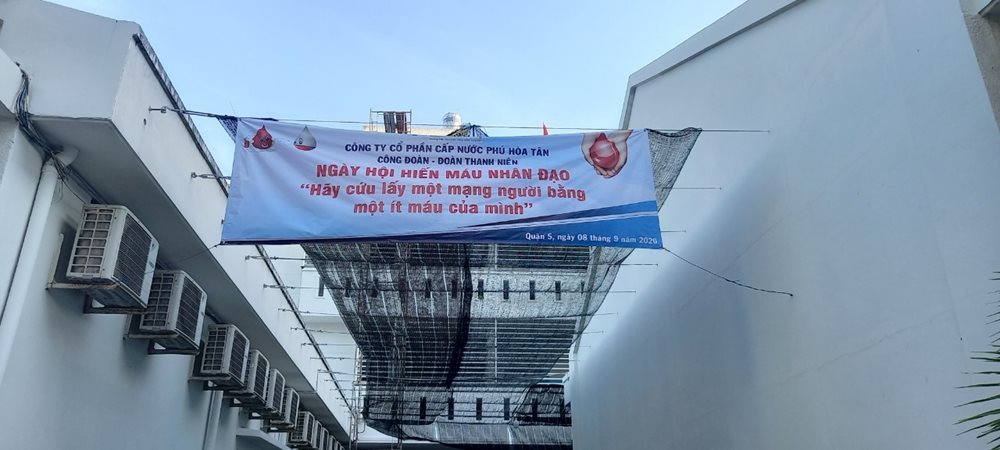 CÔNG TY CỔ PHẦN CẤP NƯỚC PHÚ HÒA TÂN
CÔNG ĐOÀN - ĐOÀN THANH NIÊN
NGÀY HỘI HIẾN MÁU NHÂN ĐẠO
“Hãy cứu lấy một mạng người bằng
một ít máu của mình”
Quận 5, ngày 08 tháng 9 năm 2020